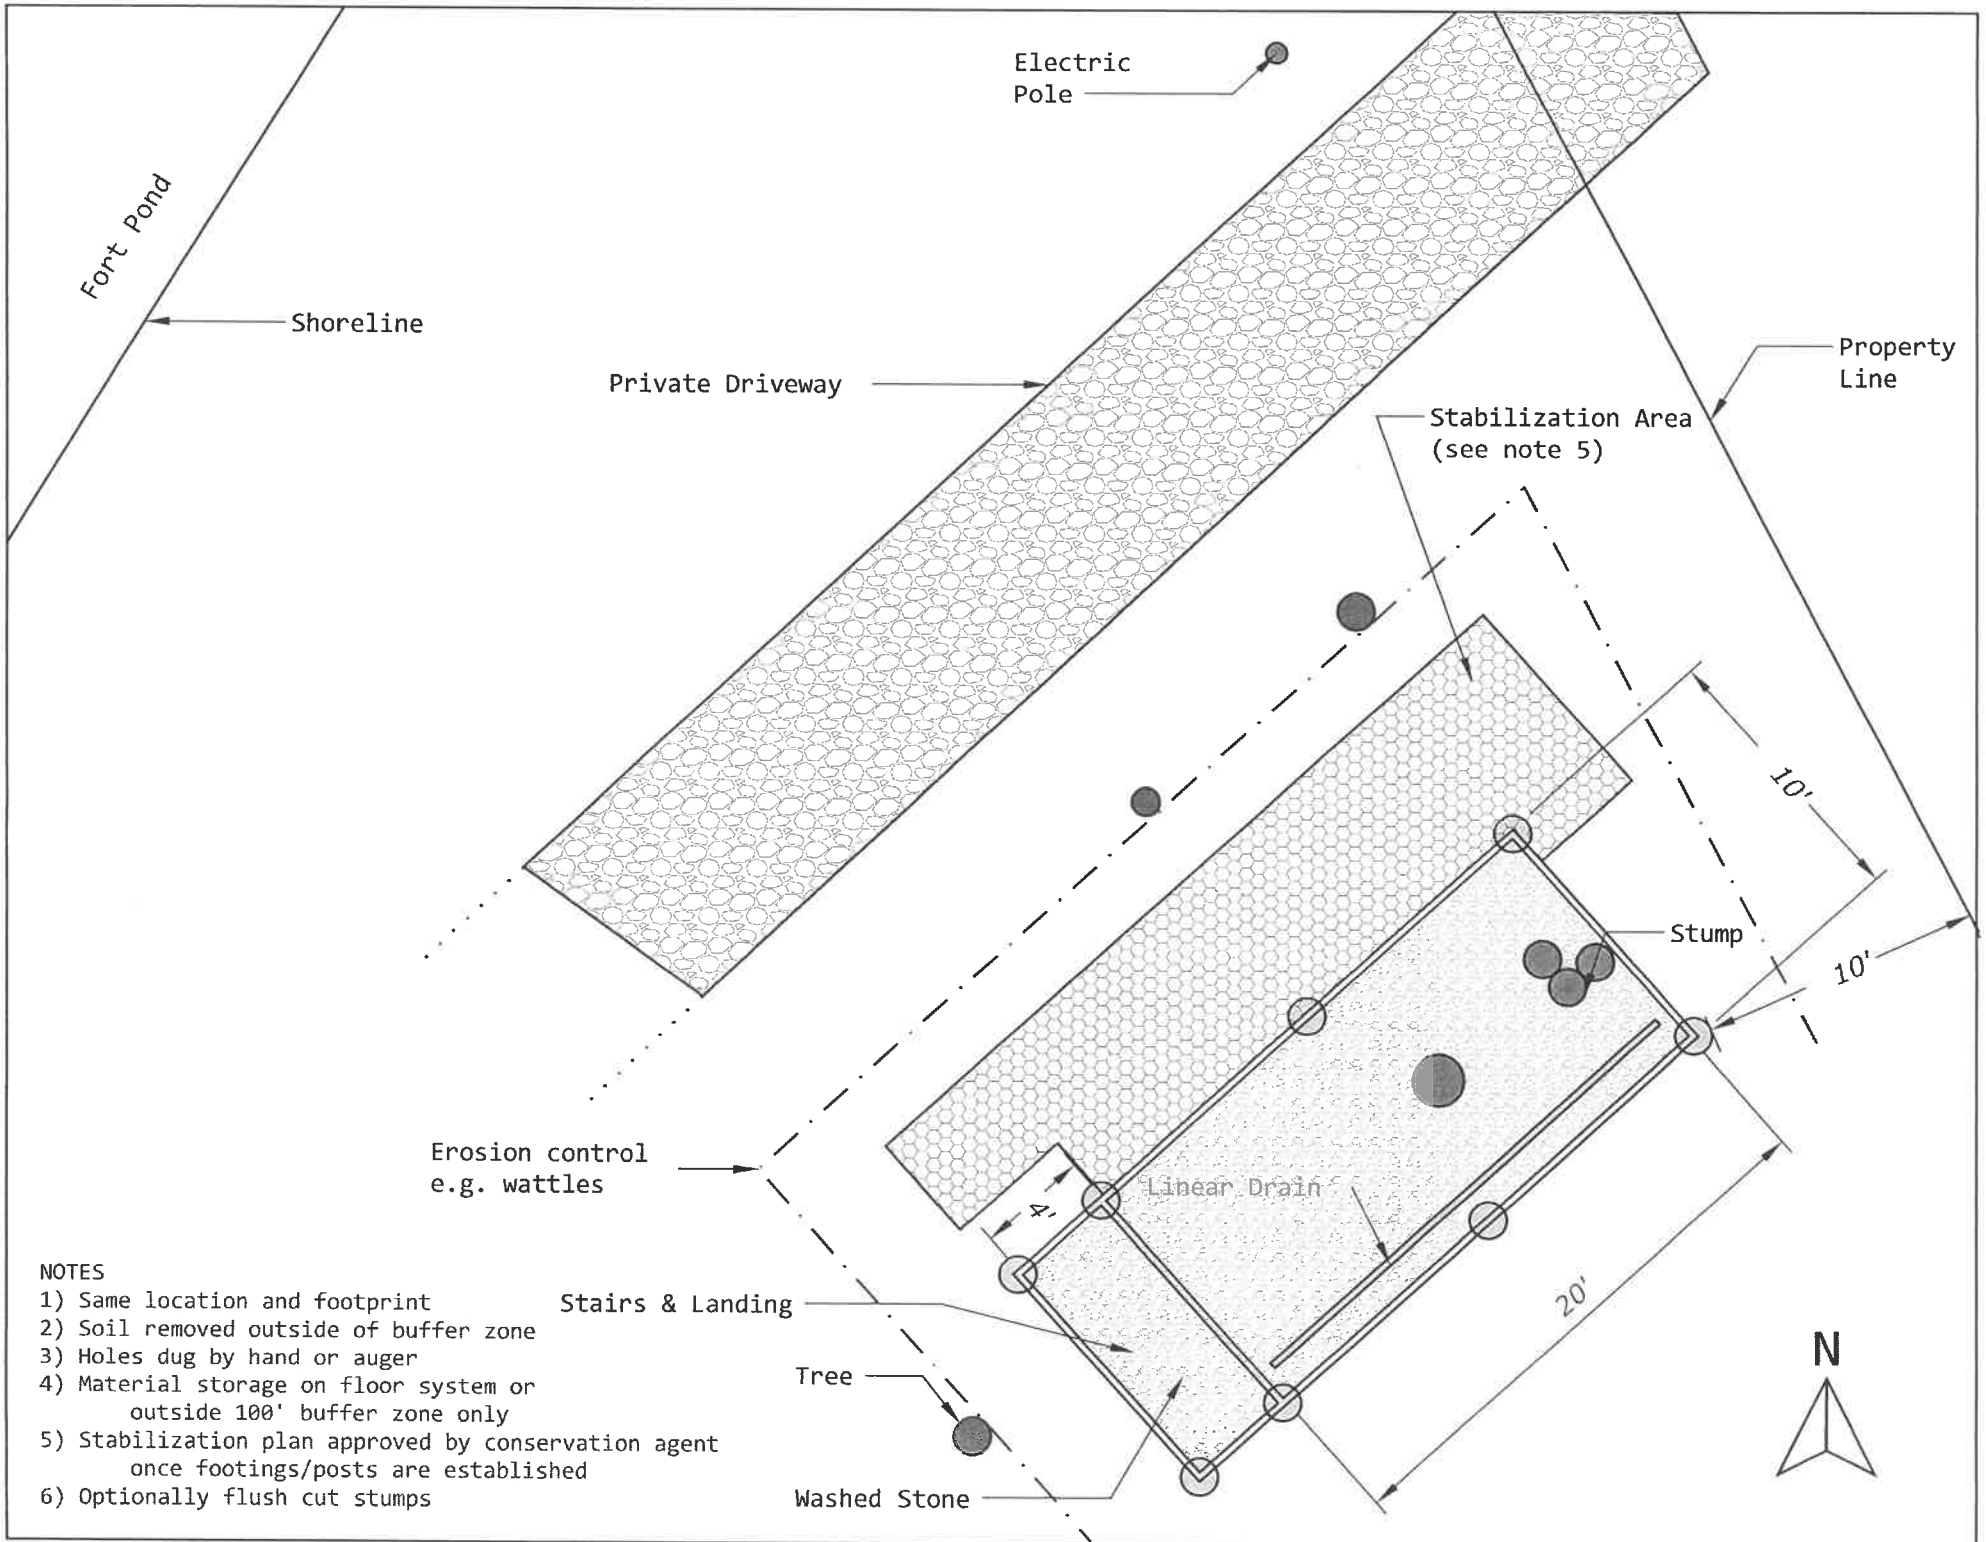 Electric
Pole
Fort Pond
Shoreline
Private Driveway
Property
Line
Stabilization Area
(see note 5)
10'
Stump
10'
Erosion control
e.g. wattles
Linear Drain
4'
20'
Stairs & Landing
Tree
Washed Stone
N
NOTES
1) Same location and footprint
2) Soil removed outside of buffer zone
3) Holes dug by hand or auger
4) Material storage on floor system or
outside 100' buffer zone only
5) Stabilization plan approved by conservation agent
once footings/posts are established
6) Optionally flush cut stumps